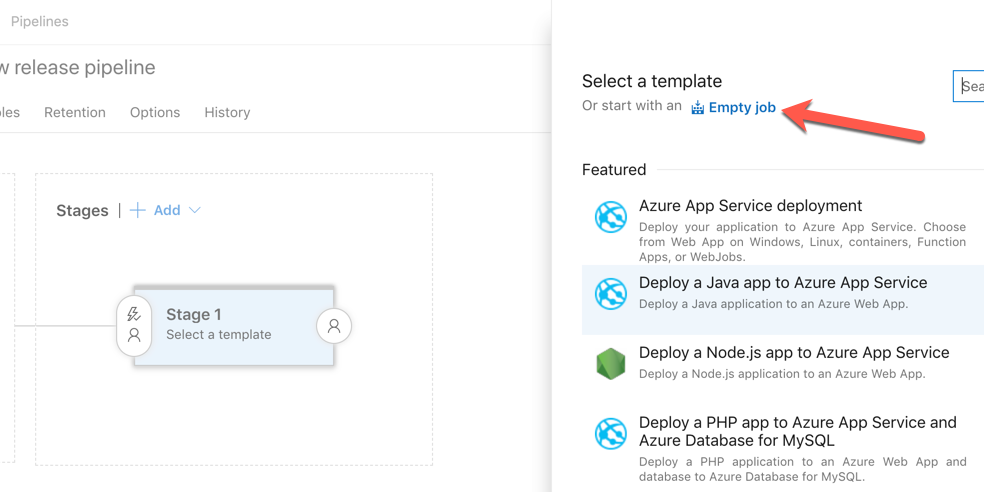 Pipelines
w release pipeline
les Retention Options History
Stages | + Add
Stage 1
Select a template
Select a template
Or start with an Empty job
Sea
Featured
Azure App Service deployment
Deploy your application to Azure App Service. Choose
from Web App on Windows, Linux, containers, Function
Apps, or WebJobs.
Deploy a Java app to Azure App Service
Deploy a Java application to an Azure Web App.
Deploy a Node.js app to Azure App Service
Deploy a Node.js application to an Azure Web App.
Deploy a PHP app to Azure App Service and
Azure Database for MySQL
Deploy a PHP application to an Azure Web App and
database to Azure Database for MySQL.